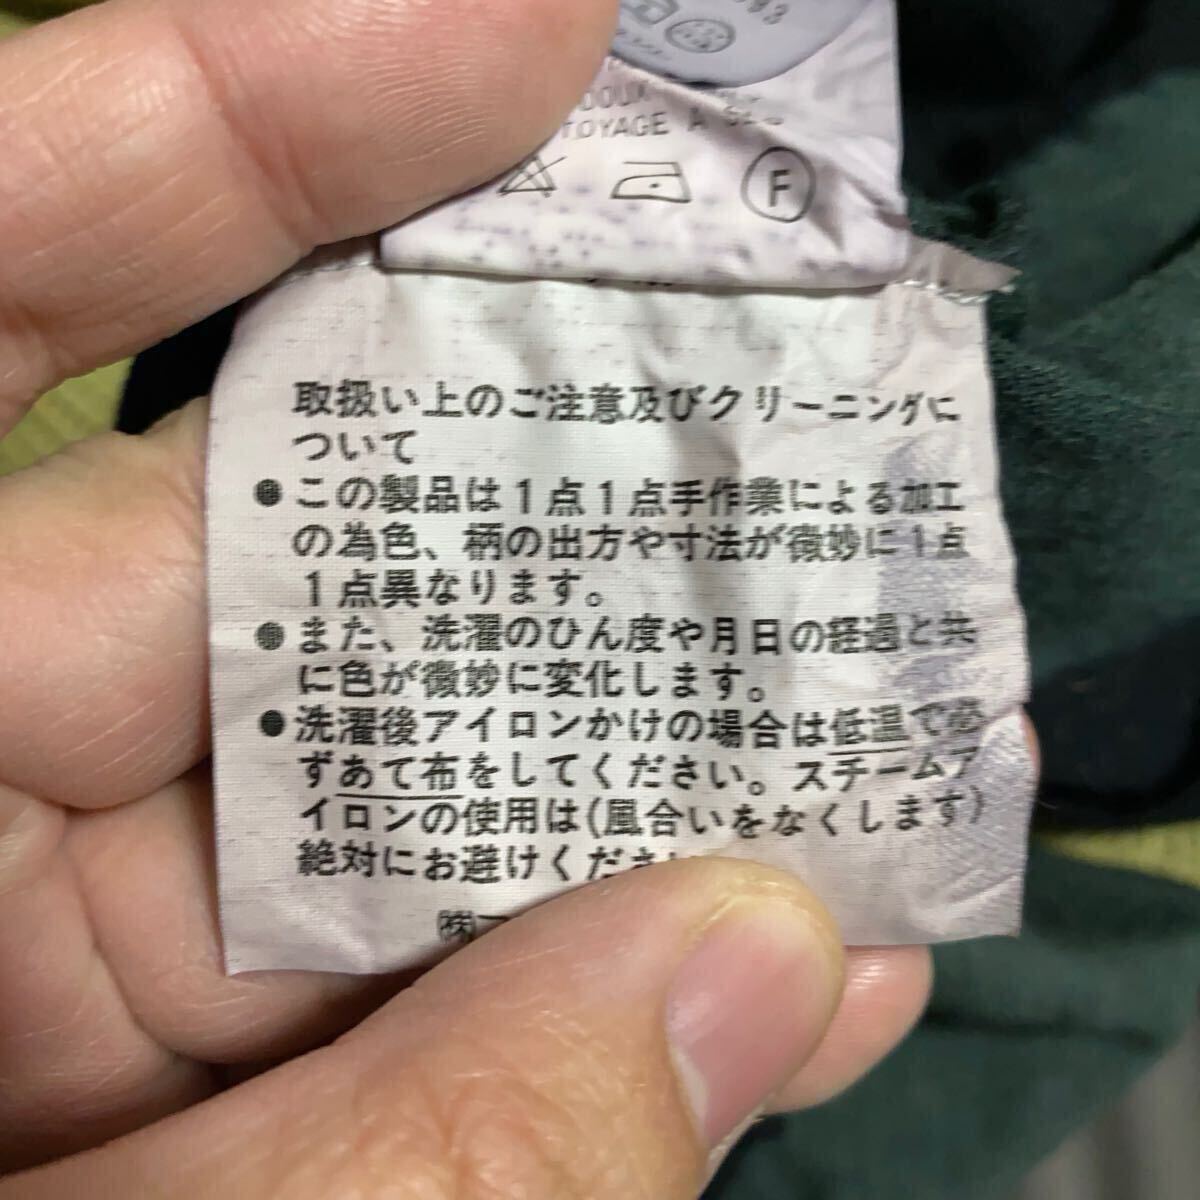 DOUX
TOYAGE A SEC
F
取扱い上のご注意及びクリーニングに
ついて
●この製品は1点1点手作業による加工
の為色、柄の出方や寸法が微妙に1点
1点異なります。
●また、洗濯のひん度や月日の経過と共
に色が微妙に変化します。
●洗濯後アイロンかけの場合は低温で必
ずあて布をしてください。スチームア
イロンの使用は(風合いをなくします)
絶対にお避けください
㈱